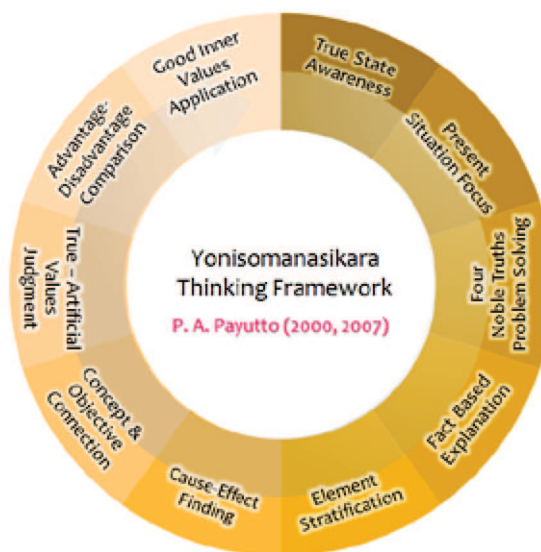 Yonisomanasikara
Thinking Framework
P. A. Payutto (2000, 2007)
True State
Awareness
Present
Situation Focus
Four
Noble Truths
Problem Solving
Fact Based
Explanation
Element
Stratification
Cause-Effect
Finding
Concept &
Objective
Connection
True – Artificial
Values
Judgment
Advantage-
Disadvantage
Comparison
Good Inner
Values
Application